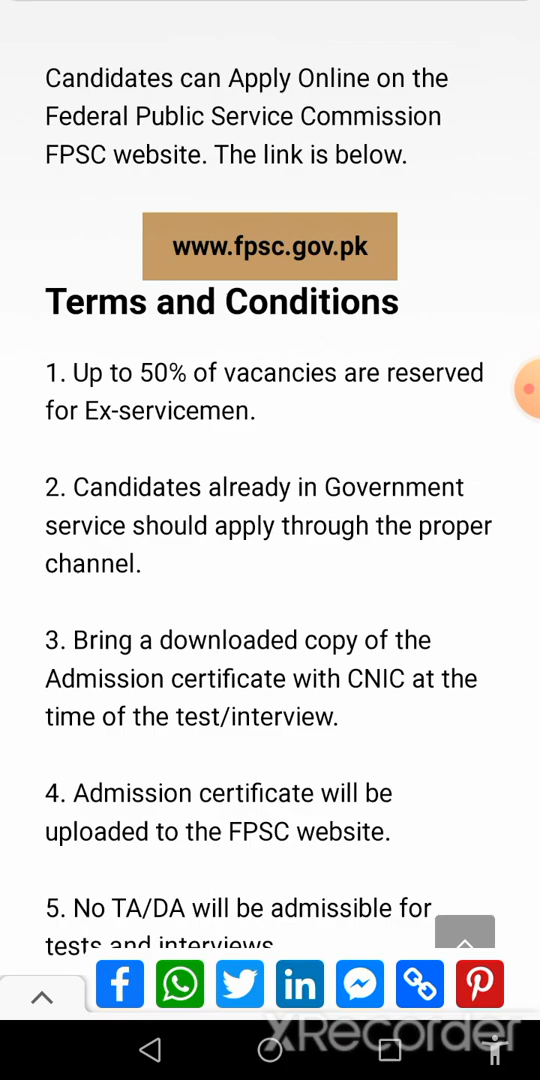 Candidates can Apply Online on the
Federal Public Service Commission
FPSC website. The link is below.
www.fpsc.gov.pk
Terms and Conditions
1. Up to 50% of vacancies are reserved
for Ex-servicemen.
2. Candidates already in Government
service should apply through the proper
channel.
3. Bring a downloaded copy of the
Admission certificate with CNIC at the
time of the test/interview.
4. Admission certificate will be
uploaded to the FPSC website.
5. No TA/DA will be admissible for
tests and interviews
XRecorder